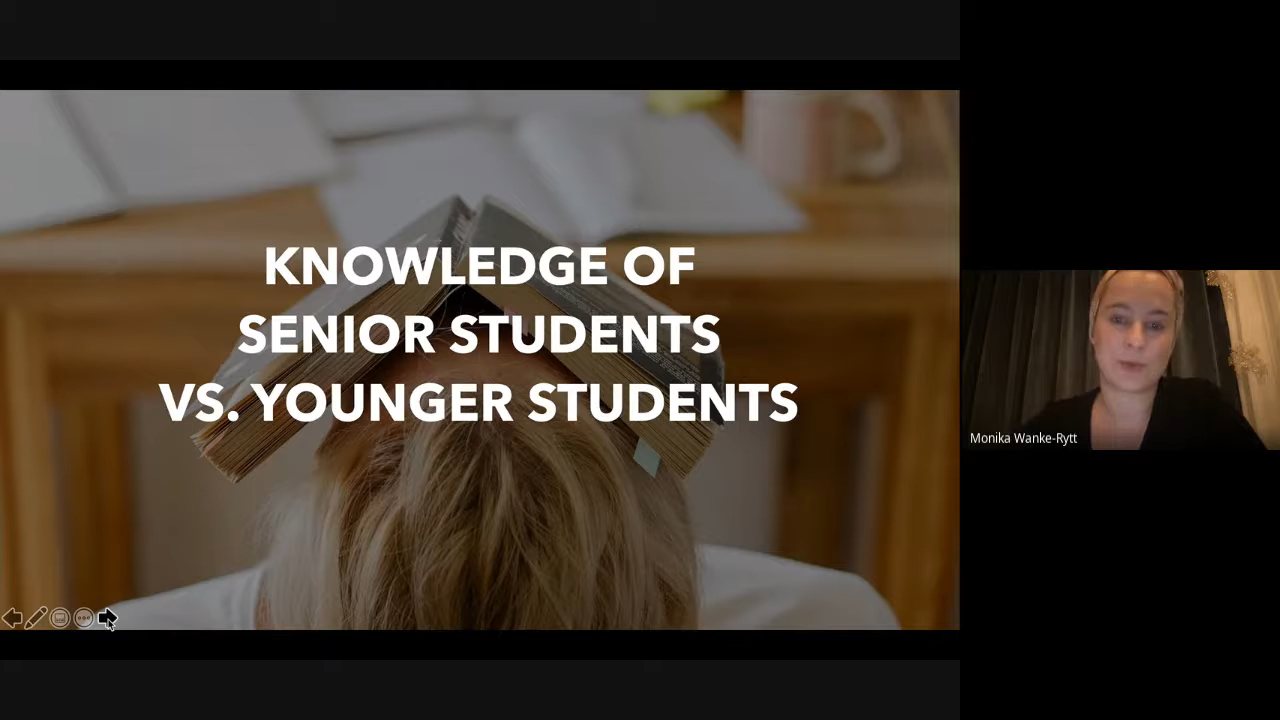 KNOWLEDGE OF
SENIOR STUDENTS
VS. YOUNGER STUDENTS
Monika Wanke-Rytt